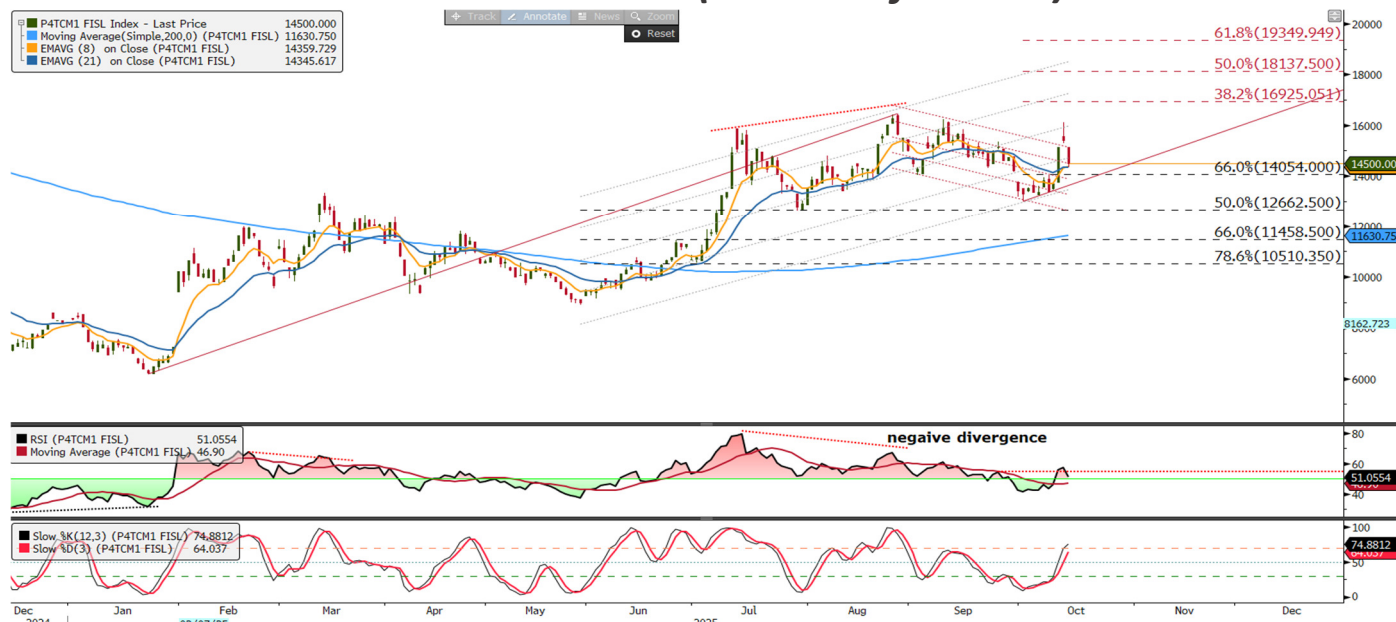 Track Annotate News Zoom
Reset
P4TCM1 FISL Index - Last Price 14500.000
Moving Average(Simple,200,0) (P4TCM1 FISL) 11630.750
EMAVG (8) on Close (P4TCM1 FISL) 14359.729
EMAVG (21) on Close (P4TCM1 FISL) 14345.617
20000
61.8%(19349.949)
50.0%(18137.500)
18000
38.2%(16925.051)
16000
14500.00
66.0%(14054.000)
14000
50.0%(12662.500)
12000
11630.75
66.0%(11458.500)
78.6%(10510.350)
10000
8162.723
8000
6000
RSI (P4TCM1 FISL) 51.0554
Moving Average (P4TCM1 FISL) 46.90
negaive divergence
80
60
51.0554
46.90
40
Slow %K(12,3) (P4TCM1 FISL) 74.8812
Slow %D(3) (P4TCM1 FISL) 64.037
100
74.8812
64.037
50
0
Dec Jan Feb Mar Apr May Jun Jul Aug Sep Oct Nov Dec